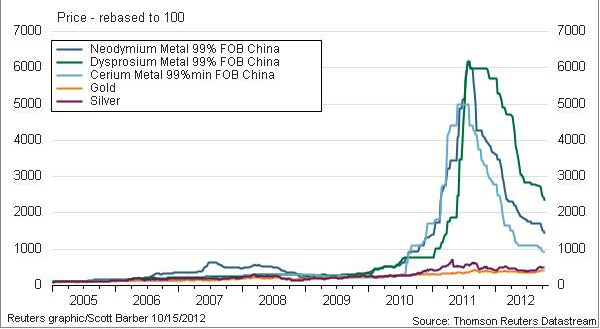 Price - rebased to 100
7000 7000
Neodymium Metal 99% FOB China
Dysprosium Metal 99% FOB China
6000 6000
Cerium Metal 99%min FOB China
Gold
Silver
5000 5000
4000 4000
3000 3000
2000 2000
1000 1000
0 0
2005 2006 2007 2008 2009 2010 2011 2012
Reuters graphic/Scott Barber 10/15/2012 Source: Thomson Reuters Datastream